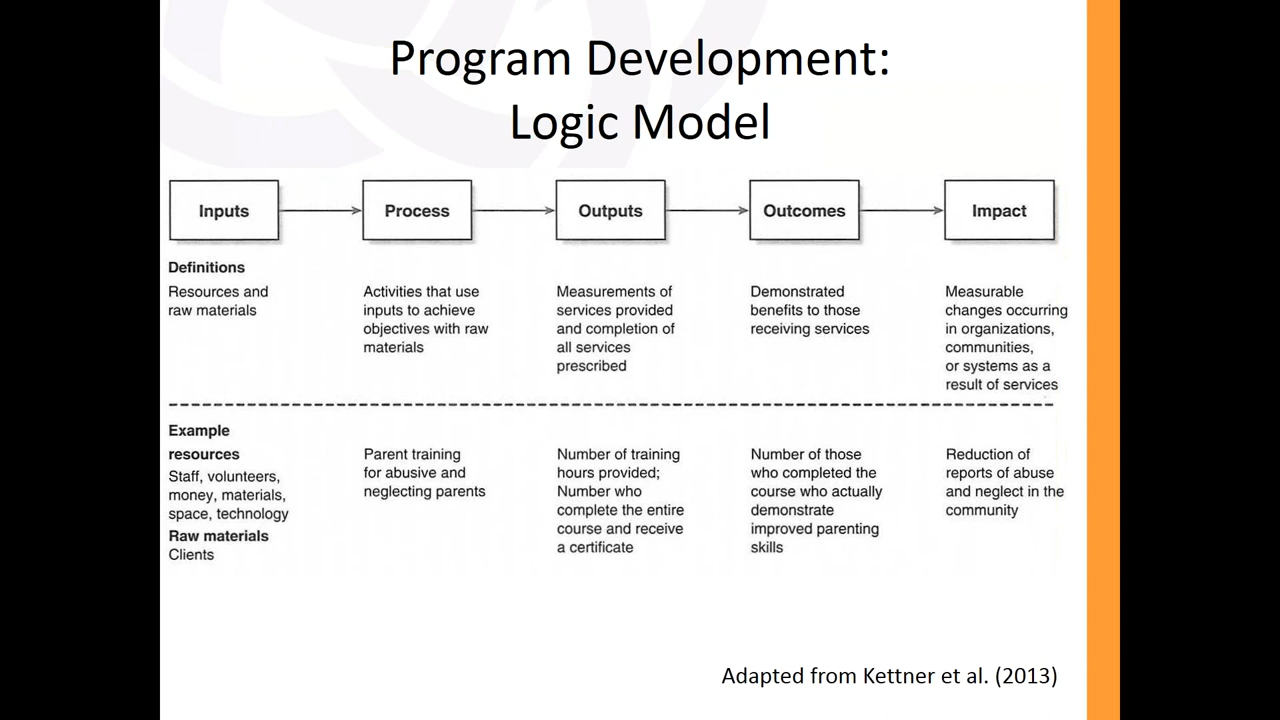 Program Development:
Logic Model
Inputs
Process
Outputs
Outcomes
Impact
Definitions
Resources and
raw materials
Activities that use
inputs to achieve
objectives with raw
materials
Measurements of
services provided
and completion of
all services
prescribed
Demonstrated
benefits to those
receiving services
Measurable
changes occurring
in organizations,
communities,
or systems as a
result of services
Example
resources
Staff, volunteers,
money, materials,
space, technology
Raw materials
Clients
Parent training
for abusive and
neglecting parents
Number of training
hours provided;
Number who
complete the entire
course and receive
a certificate
Number of those
who completed the
course who actually
demonstrate
improved parenting
skills
Reduction of
reports of abuse
and neglect in the
community
Adapted from Kettner et al. (2013)